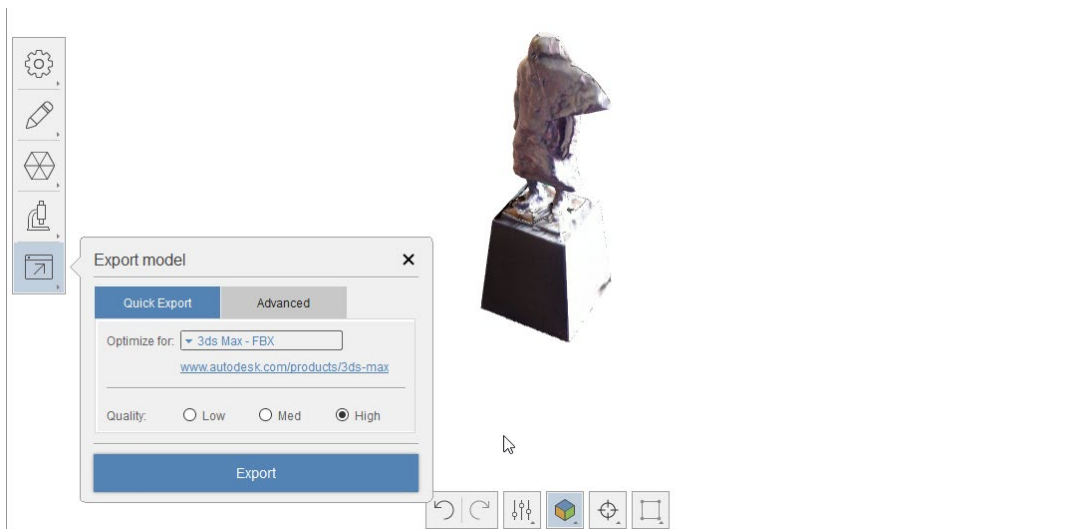 Export model
Quick Export Advanced
Optimize for: 3ds Max - FBX
www.autodesk.com/products/3ds-max
Quality: Low Med High
Export